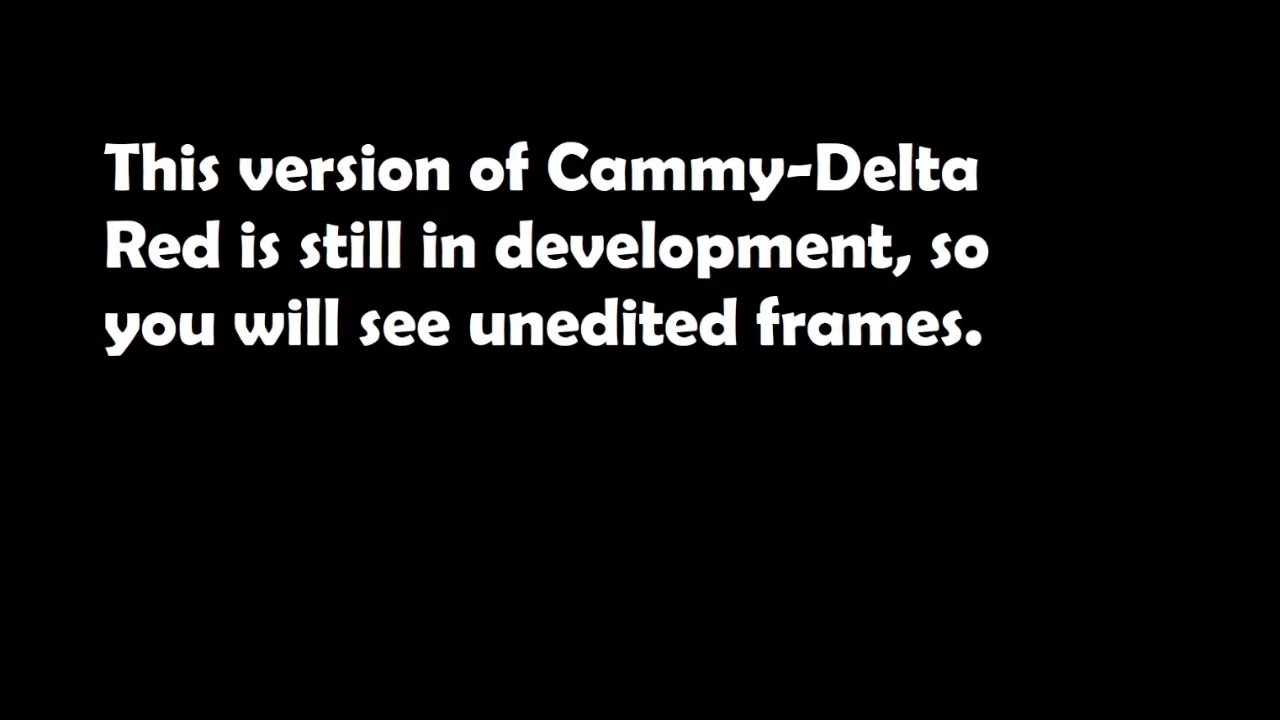 This version of Cammy-Delta
Red is still in development, so
you will see unedited frames.